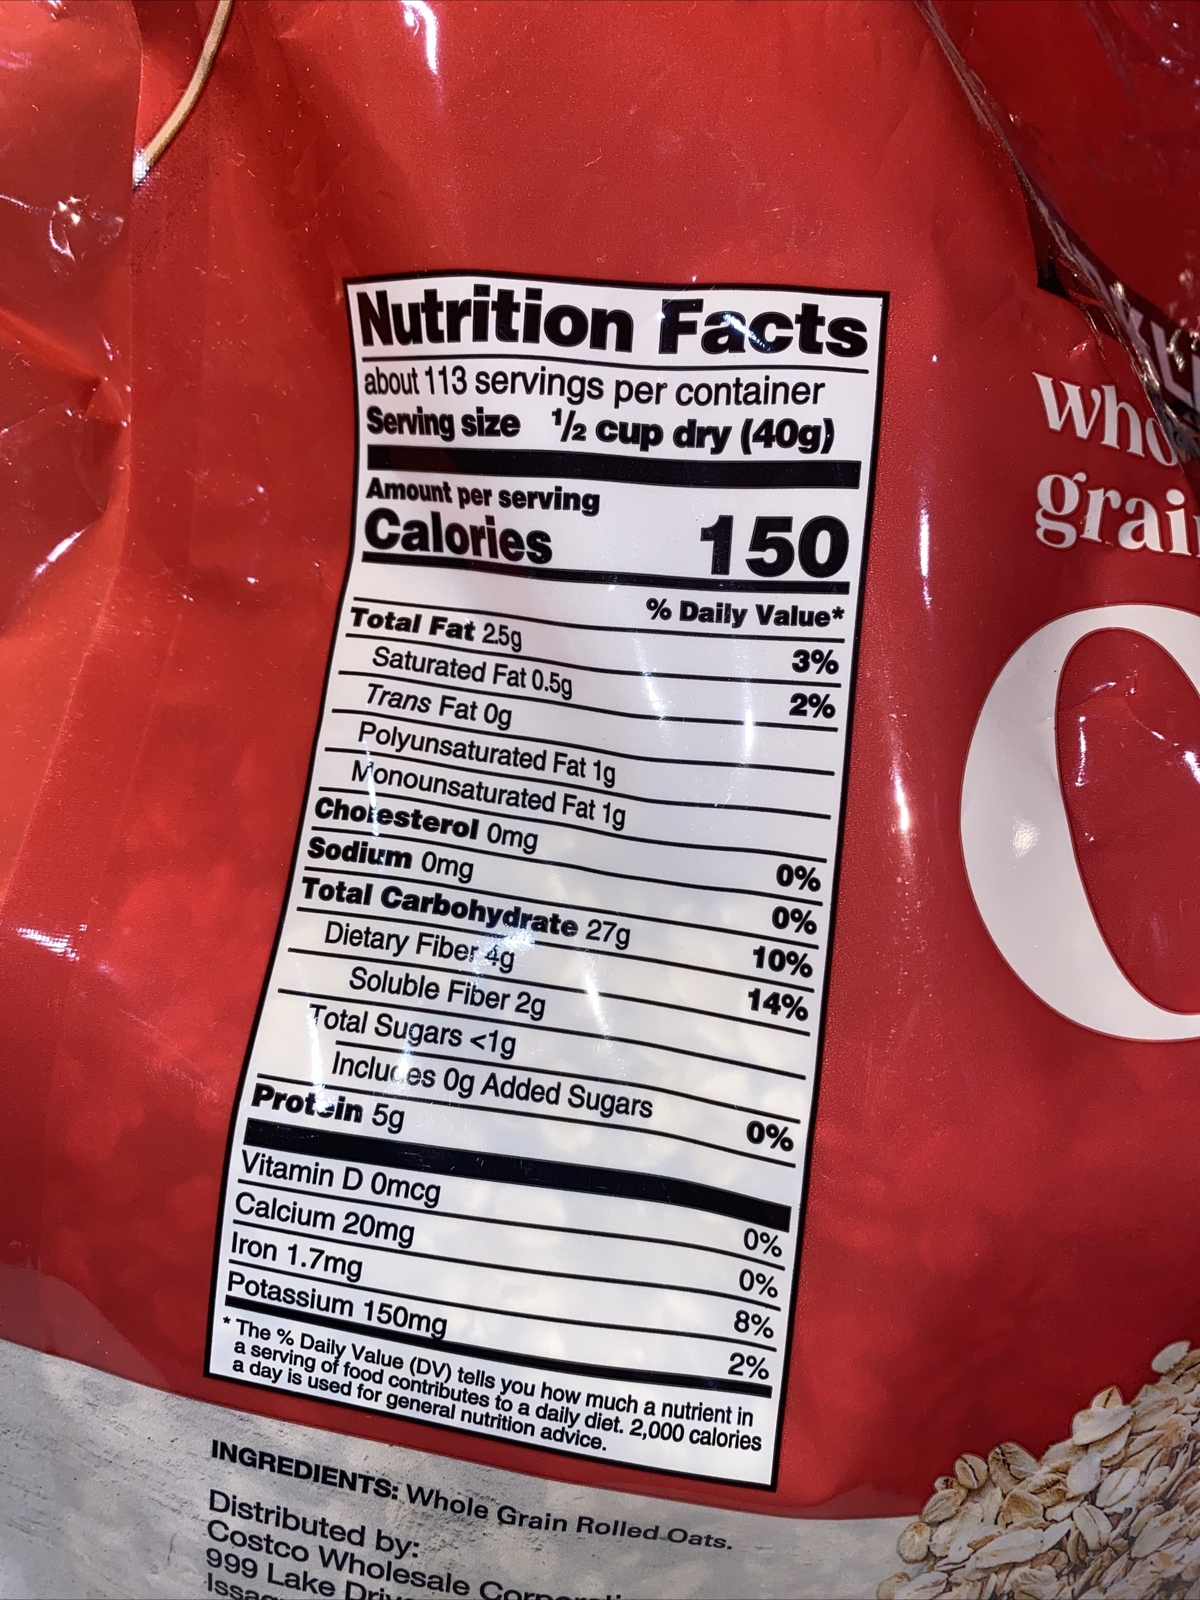 Nutrition Facts
about 113 servings per container
Serving size ½ cup dry (40g)
Amount per serving
Calories 150
% Daily Value*
Total Fat 2.5g 3%
Saturated Fat 0.5g 2%
Trans Fat 0g
Polyunsaturated Fat 1g
Monounsaturated Fat 1g
Cholesterol 0mg 0%
Sodium 0mg 0%
Total Carbohydrate 27g 10%
Dietary Fiber 4g 14%
Soluble Fiber 2g
Total Sugars <1g
Includes 0g Added Sugars 0%
Protein 5g
Vitamin D 0mcg 0%
Calcium 20mg 0%
Iron 1.7mg 8%
Potassium 150mg 2%
* The % Daily Value (DV) tells you how much a nutrient in
a serving of food contributes to a daily diet. 2,000 calories
a day is used for general nutrition advice.
INGREDIENTS: Whole Grain Rolled Oats.
Distributed by:
Costco Wholesale
999 Lake